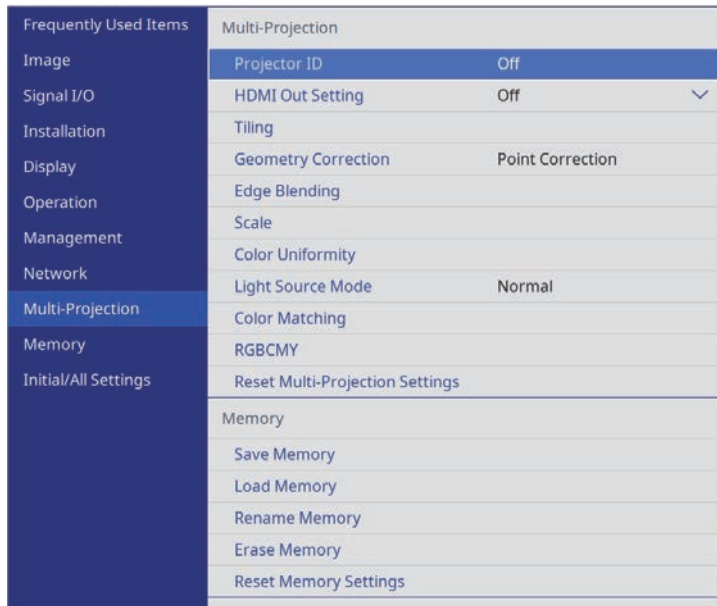 Frequently Used Items
Image
Signal I/O
Installation
Display
Operation
Management
Network
Multi-Projection
Memory
Initial/All Settings
Multi-Projection
Projector ID Off
HDMI Out Setting Off
Tiling
Geometry Correction Point Correction
Edge Blending
Scale
Color Uniformity
Light Source Mode Normal
Color Matching
RGBCMY
Reset Multi-Projection Settings
Memory
Save Memory
Load Memory
Rename Memory
Erase Memory
Reset Memory Settings